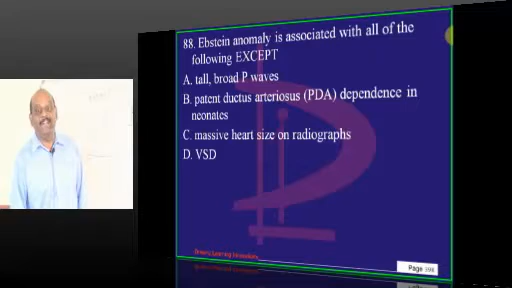 88. Ebstein anomaly is associated with all of the
following EXCEPT
A. tall, broad P waves
B. patent ductus arteriosus (PDA) dependence in
neonates
C. massive heart size on radiographs
D. VSD
Page 398